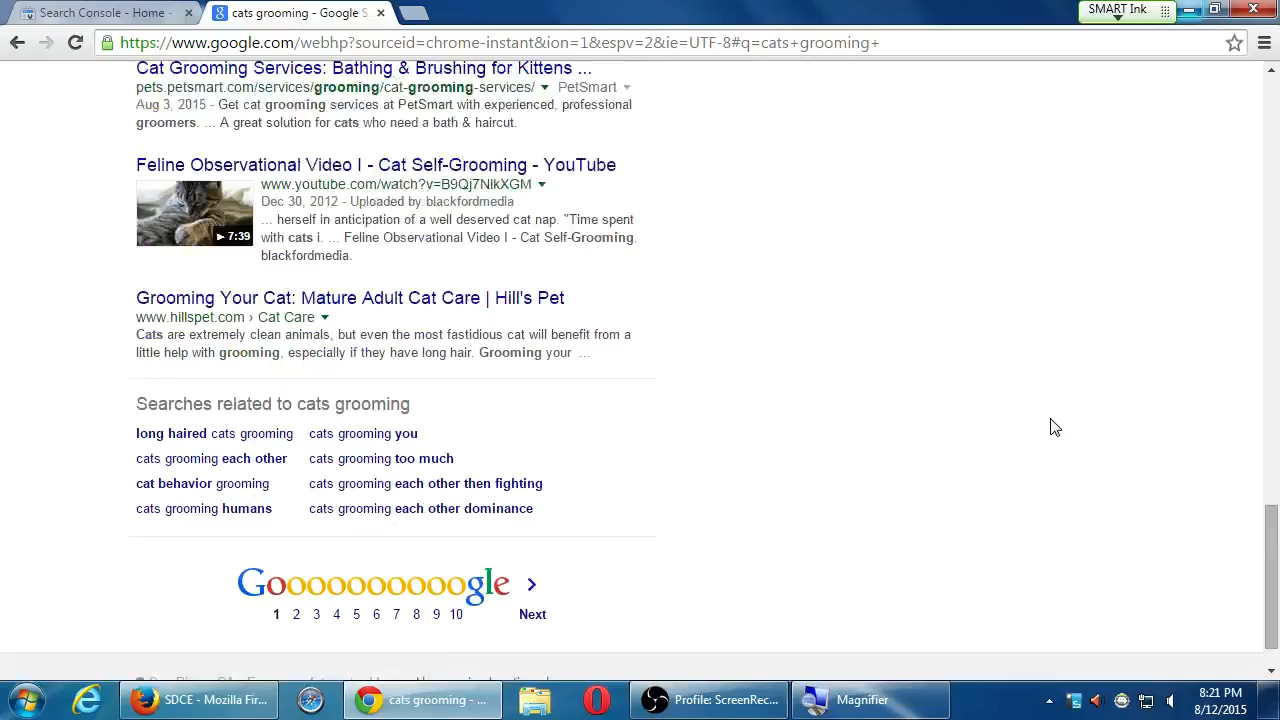 Search Console - Home -
cats grooming - Google S
SMART Ink
https://www.google.com/webhp?sourceid=chrome-instant&ion=1&espv=2&ie=UTF-8#q=cats+grooming+
Cat Grooming Services: Bathing & Brushing for Kittens ...
pets.petsmart.com/services/grooming/cat-grooming-services/ PetSmart
Aug 3, 2015 - Get cat grooming services at PetSmart with experienced, professional
groomers. ... A great solution for cats who need a bath & haircut.
Feline Observational Video I - Cat Self-Grooming - YouTube
www.youtube.com/watch?v=B9Qj7NlkXGM
Dec 30, 2012 - Uploaded by blackfordmedia
... herself in anticipation of a well deserved cat nap. "Time spent
7:39
with cats i. ... Feline Observational Video I - Cat Self-Grooming.
blackfordmedia.
Grooming Your Cat: Mature Adult Cat Care | Hill's Pet
www.hillspet.com › Cat Care
Cats are extremely clean animals, but even the most fastidious cat will benefit from a
little help with grooming, especially if they have long hair. Grooming your ...
Searches related to cats grooming
long haired cats grooming cats grooming you
cats grooming each other cats grooming too much
cat behavior grooming cats grooming each other then fighting
cats grooming humans cats grooming each other dominance
Goooooooooogle
1 2 3 4 5 6 7 8 9 10 Next
SDCE - Mozilla Fir...
cats grooming - ...
Profile: ScreenRec...
Magnifier
8:21 PM
8/12/2015